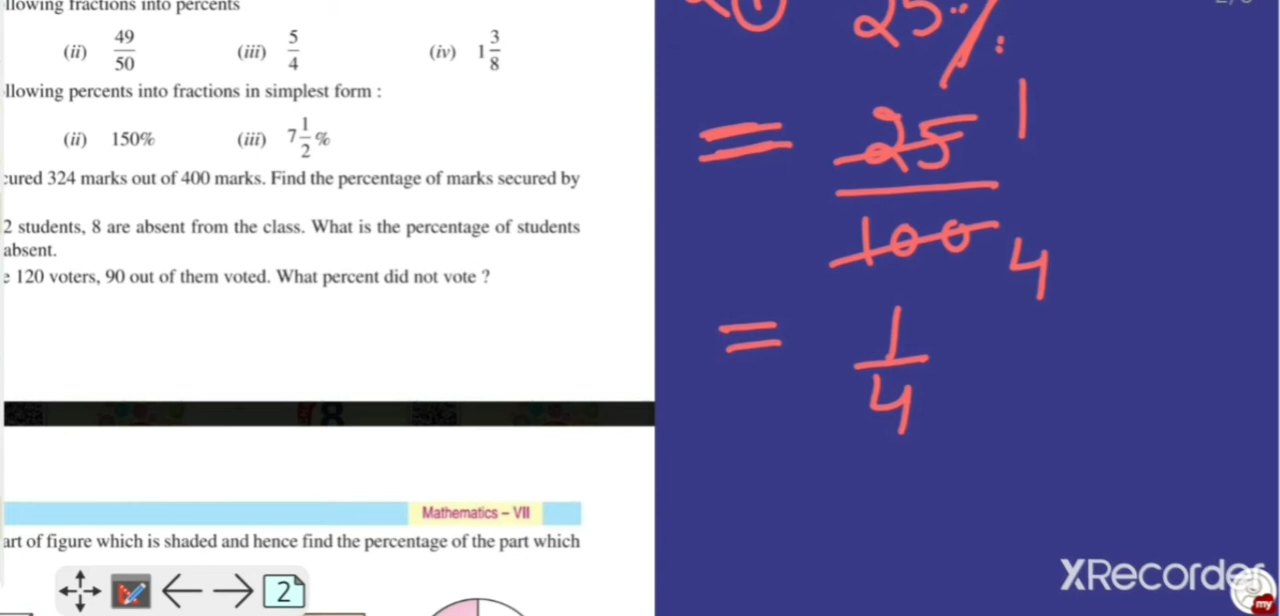 llowing fractions into percents
(ii) 49/50 (iii) 5/4 (iv) 1 3/8
llowing percents into fractions in simplest form :
(ii) 150% (iii) 7 1/2 %
cured 324 marks out of 400 marks. Find the percentage of marks secured by
2 students, 8 are absent from the class. What is the percentage of students
absent.
e 120 voters, 90 out of them voted. What percent did not vote ?
Mathematics – VII
art of figure which is shaded and hence find the percentage of the part which
2
1 25%
= 25/100 1 4
= 1/4
XRecorder
my